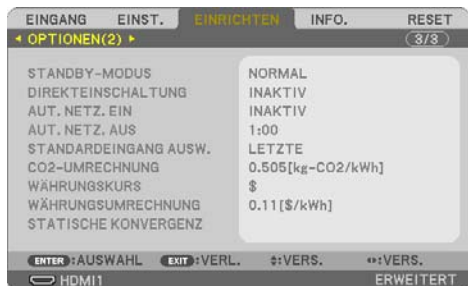 EINGANG EINST. EINRICHTEN INFO. RESET
OPTIONEN(2) 3/3
STANDBY-MODUS NORMAL
DIREKTEINSCHALTUNG INAKTIV
AUT. NETZ. EIN INAKTIV
AUT. NETZ. AUS 1:00
STANDARDEINGANG AUSW. LETZTE
CO2-UMRECHNUNG 0.505[kg-CO2/kWh]
WÄHRUNGSKURS $
WÄHRUNGSUMRECHNUNG 0.11[$/kWh]
STATISCHE KONVERGENZ
ENTER:AUSWAHL EXIT:VERL. :VERS. :VERS.
HDMI1 ERWEITERT